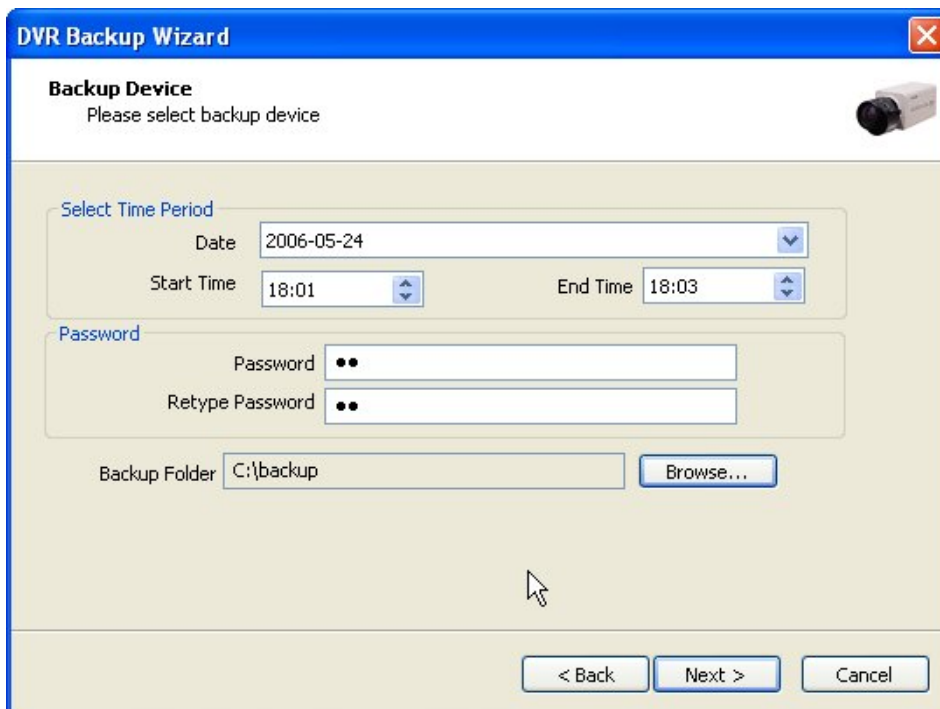 DVR Backup Wizard
Backup Device
Please select backup device
Select Time Period
Date 2006-05-24
Start Time 18:01 End Time 18:03
Password
Password ●●
Retype Password ●●
Backup Folder C:\backup Browse...
< Back Next > Cancel